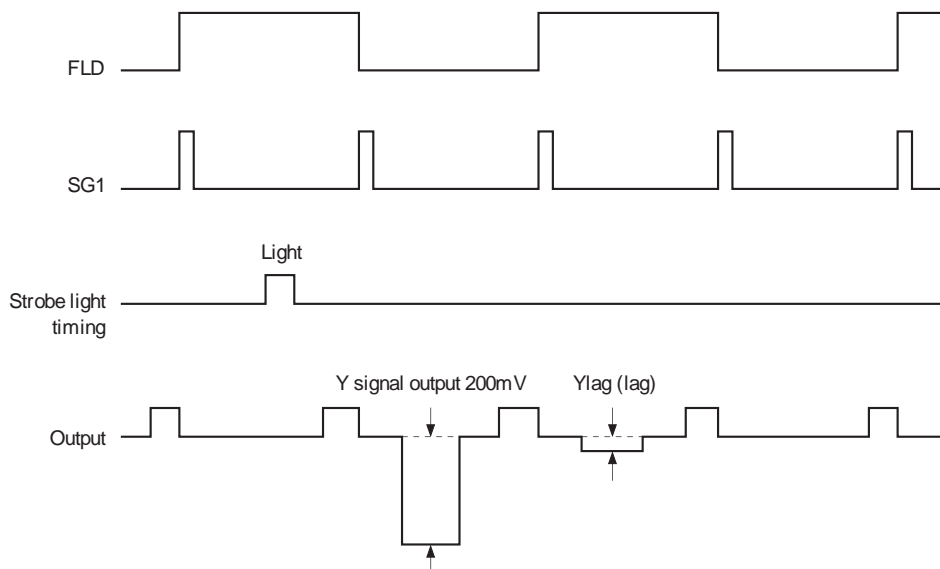 FLD
SG1
Light
Strobe light
timing
Y signal output 200mV
Ylag (lag)
Output